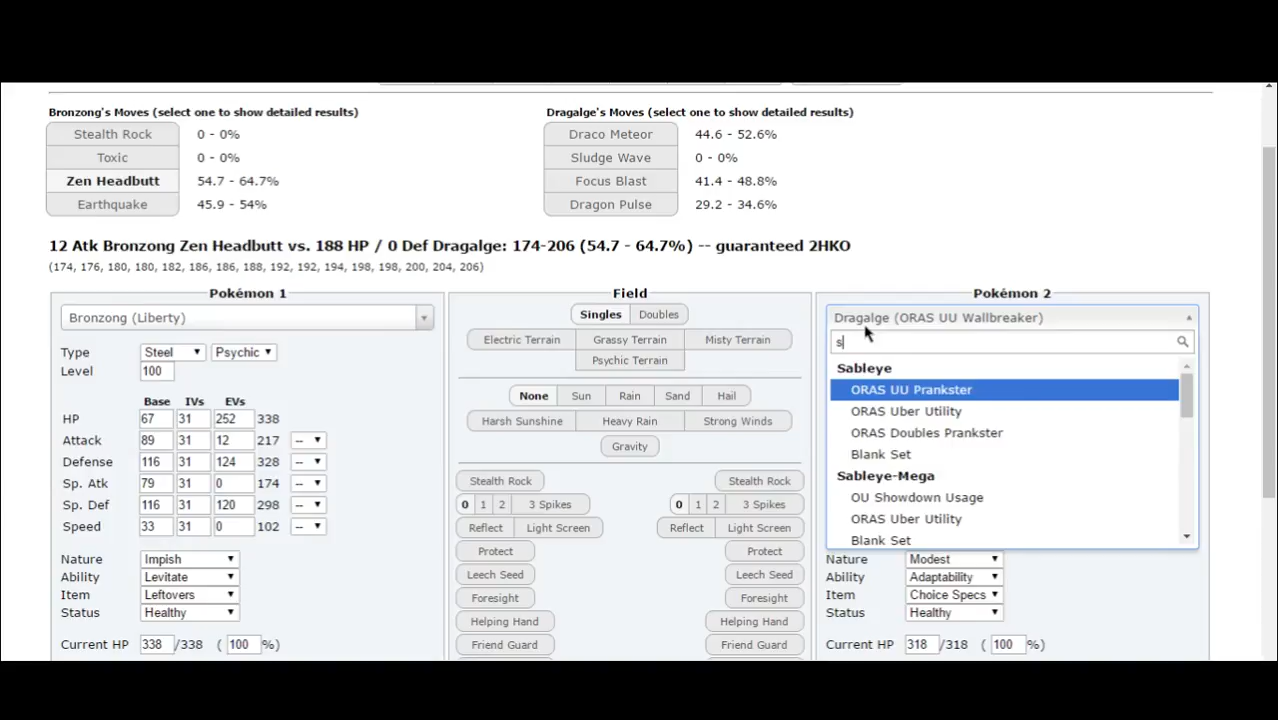 Bronzong's Moves (select one to show detailed results)
Stealth Rock 0 - 0%
Toxic 0 - 0%
Zen Headbutt 54.7 - 64.7%
Earthquake 45.9 - 54%
Dragalge's Moves (select one to show detailed results)
Draco Meteor 44.6 - 52.6%
Sludge Wave 0 - 0%
Focus Blast 41.4 - 48.8%
Dragon Pulse 29.2 - 34.6%
12 Atk Bronzong Zen Headbutt vs. 188 HP / 0 Def Dragalge: 174-206 (54.7 - 64.7%) -- guaranteed 2HKO
(174, 176, 180, 180, 182, 186, 186, 188, 192, 192, 194, 198, 198, 200, 204, 206)
Pokémon 1
Bronzong (Liberty)
Type Steel Psychic
Level 100
Base IVs EVs
HP 67 31 252 338
Attack 89 31 12 217 --
Defense 116 31 124 328 --
Sp. Atk 79 31 0 174 --
Sp. Def 116 31 120 298 --
Speed 33 31 0 102 --
Nature Impish
Ability Levitate
Item Leftovers
Status Healthy
Current HP 338 /338 ( 100 %)
Field
Singles Doubles
Electric Terrain Grassy Terrain Misty Terrain
Psychic Terrain
None Sun Rain Sand Hail
Harsh Sunshine Heavy Rain Strong Winds
Gravity
Stealth Rock Stealth Rock
0 1 2 3 Spikes 0 1 2 3 Spikes
Reflect Light Screen Reflect Light Screen
Protect Protect
Leech Seed Leech Seed
Foresight Foresight
Helping Hand Helping Hand
Friend Guard Friend Guard
Pokémon 2
Dragalge (ORAS UU Wallbreaker)
s
Sableye
ORAS UU Prankster
ORAS Uber Utility
ORAS Doubles Prankster
Blank Set
Sableye-Mega
OU Showdown Usage
ORAS Uber Utility
Blank Set
Nature Modest
Ability Adaptability
Item Choice Specs
Status Healthy
Current HP 318 /318 ( 100 %)